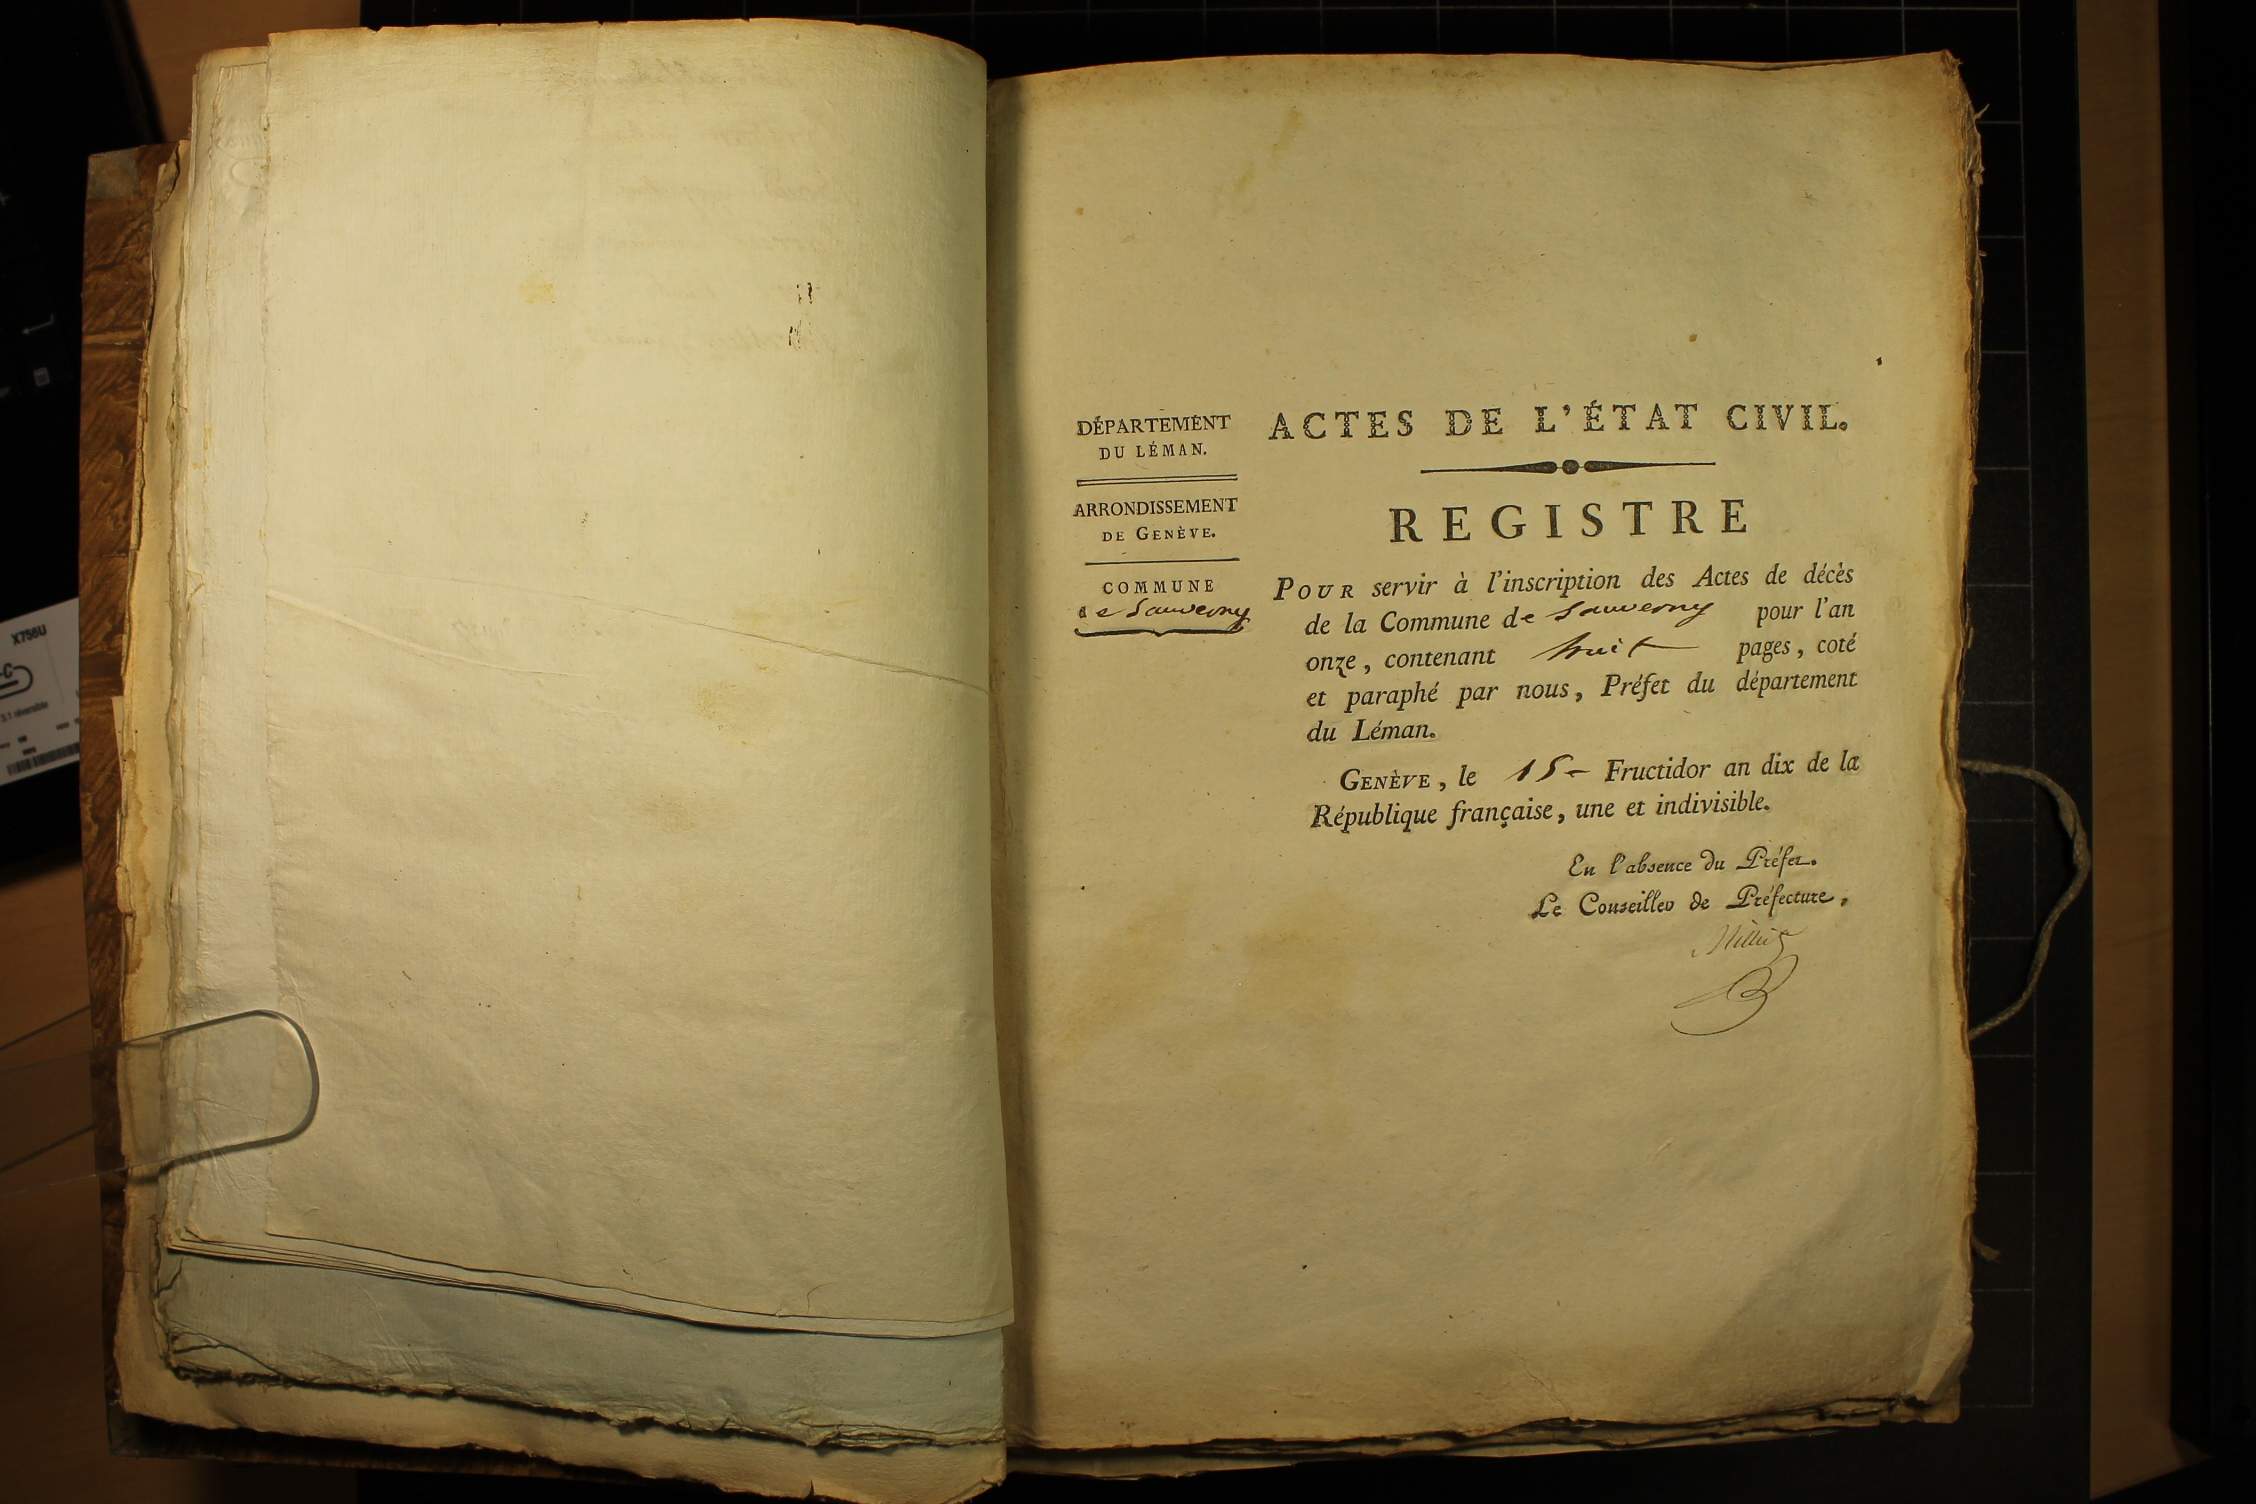 DÉPARTEMENT
DU LÉMAN.
ARRONDISSEMENT
DE GENÈVE.
COMMUNE
de Sauverny
ACTES DE L'ÉTAT CIVIL.
REGISTRE
POUR servir à l'inscription des Actes de décès
de la Commune de Sauverny pour l'an
onze, contenant huit pages, coté
et paraphé par nous, Préfet du département
du Léman.
GENÈVE, le 15 Fructidor an dix de la
République française, une et indivisible.
En l'absence du Préfet.
Le Conseiller de Préfecture,
X756U